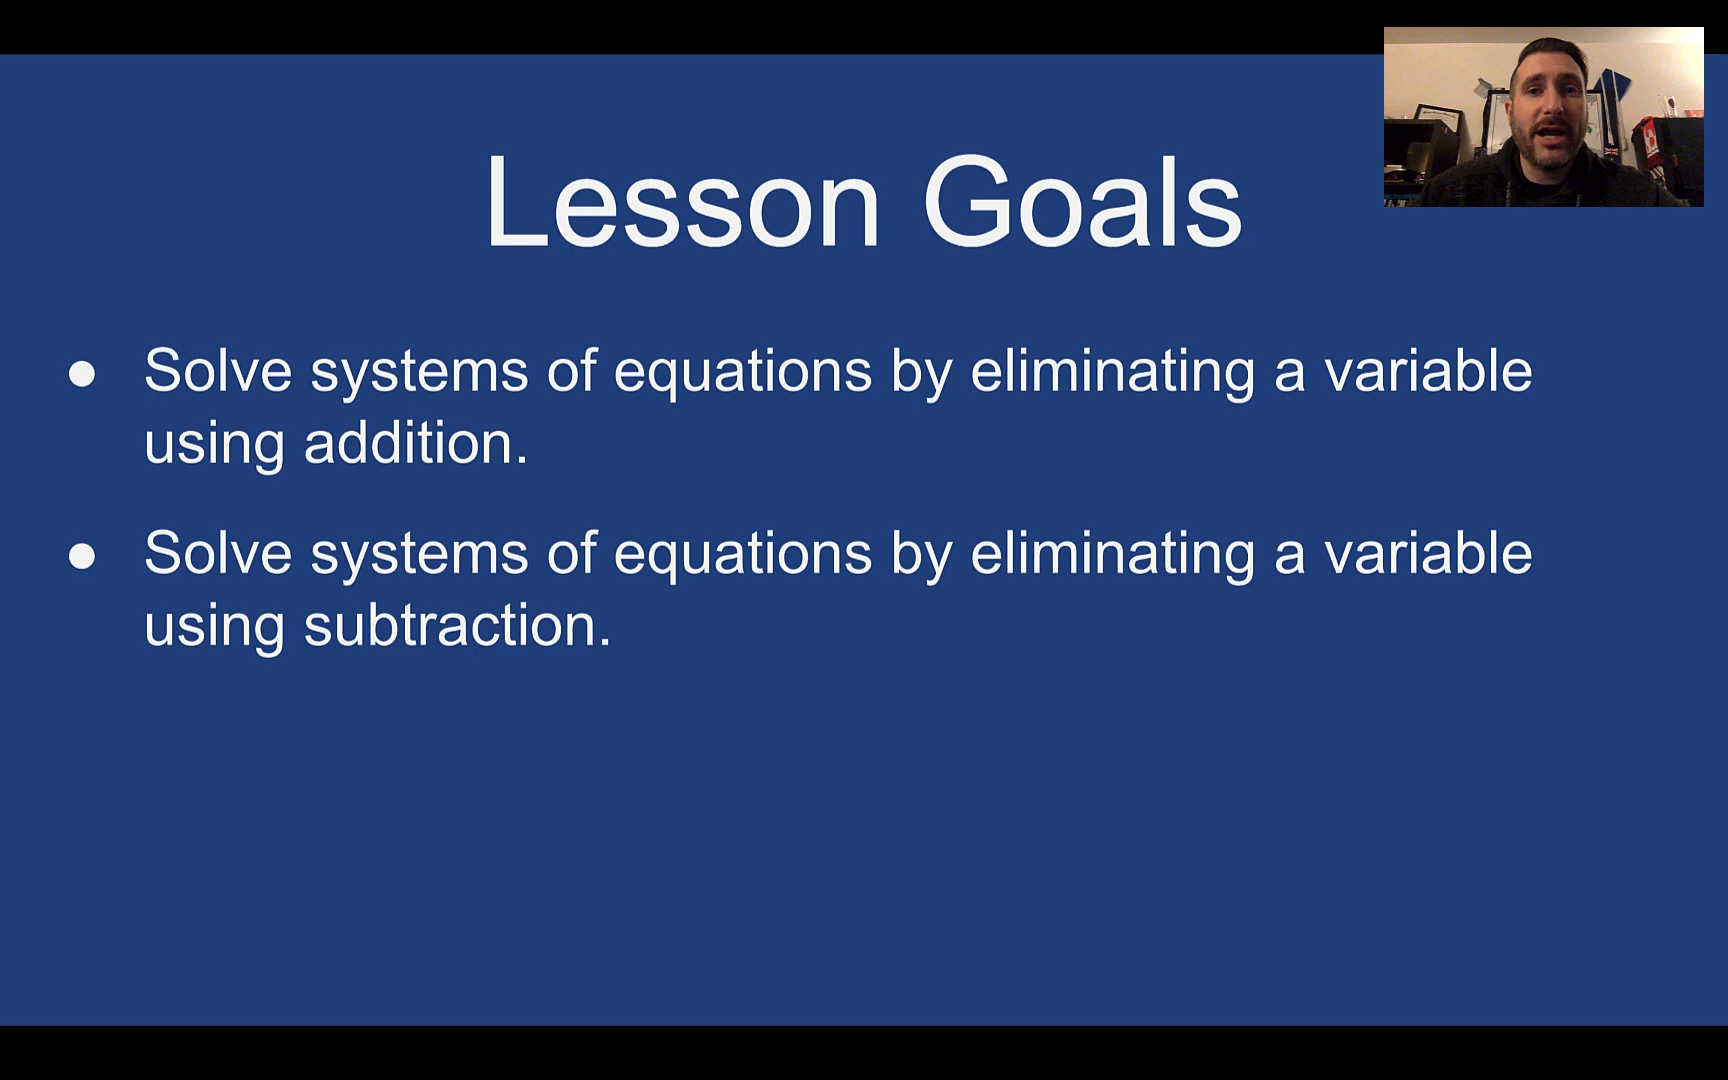 Lesson Goals
● Solve systems of equations by eliminating a variable
using addition.
● Solve systems of equations by eliminating a variable
using subtraction.